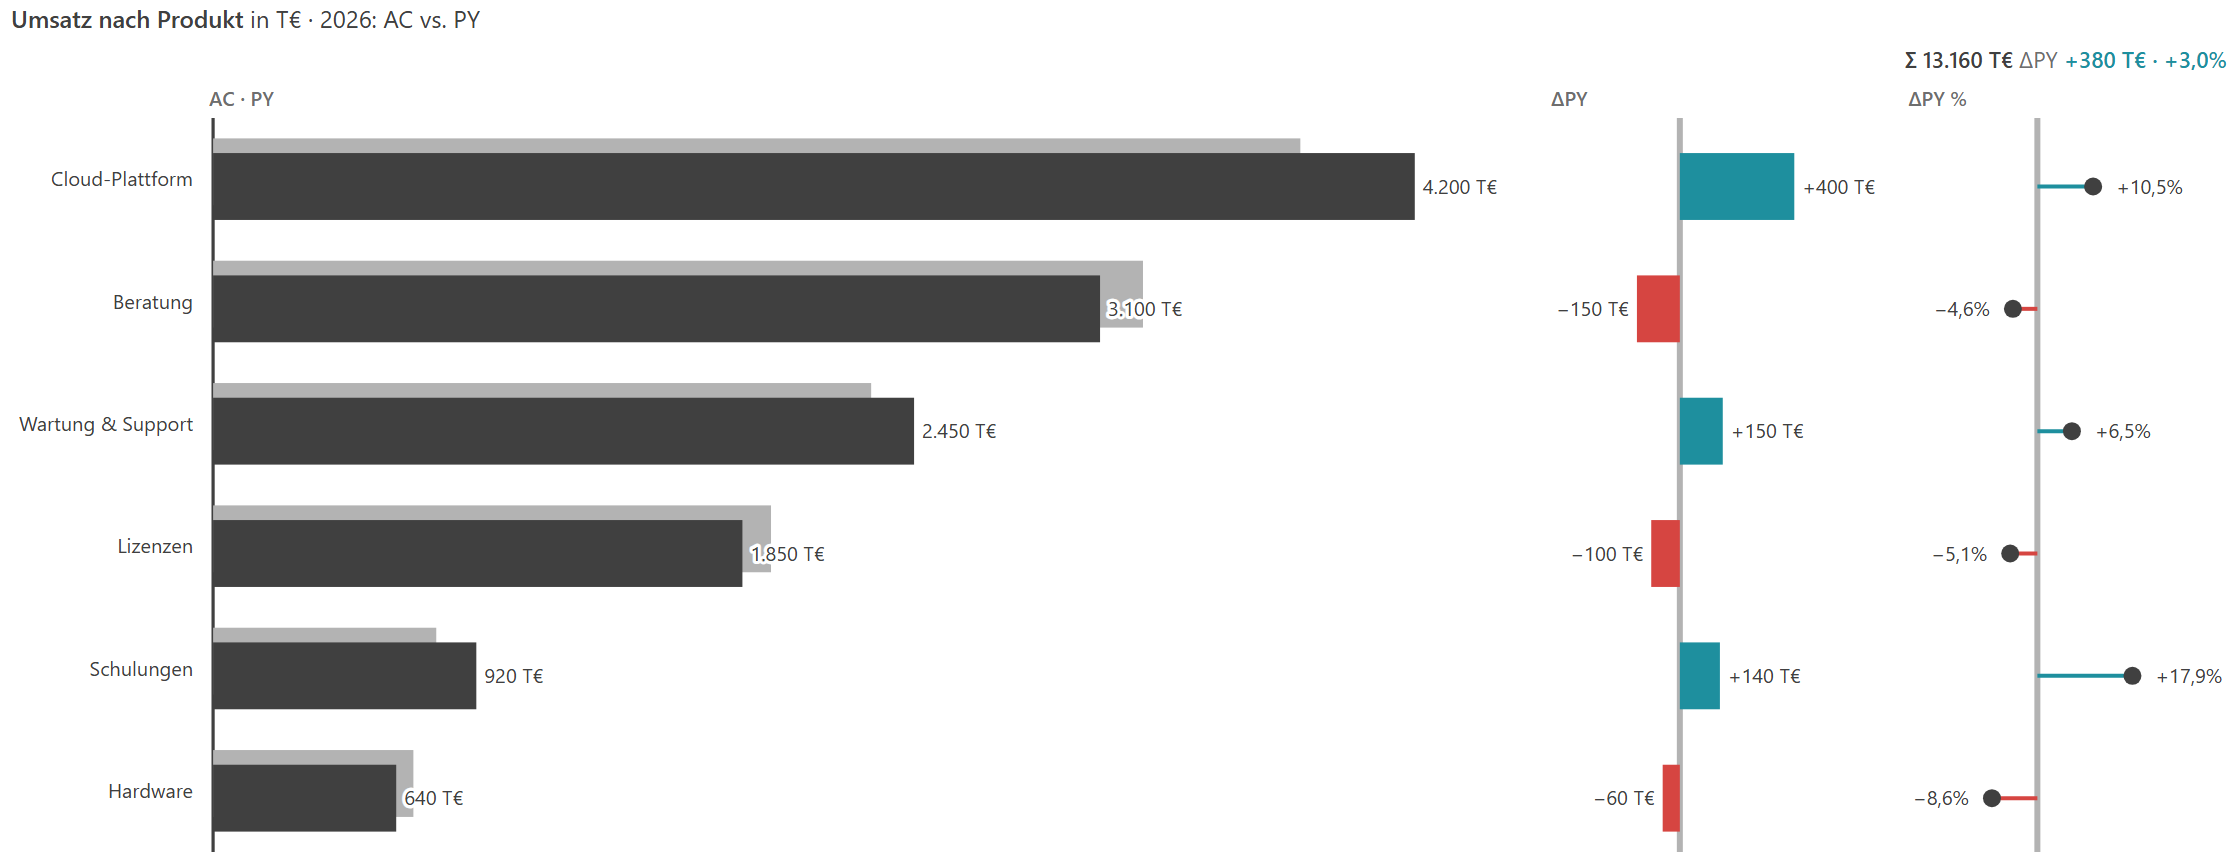 Umsatz nach Produkt in T€ · 2026: AC vs. PY
Σ 13.160 T€ ΔPY +380 T€ · +3,0%
AC · PY ΔPY ΔPY %
Cloud-Plattform 4.200 T€ +400 T€ +10,5%
Beratung 3.100 T€ −150 T€ −4,6%
Wartung & Support 2.450 T€ +150 T€ +6,5%
Lizenzen 1.850 T€ −100 T€ −5,1%
Schulungen 920 T€ +140 T€ +17,9%
Hardware 640 T€ −60 T€ −8,6%